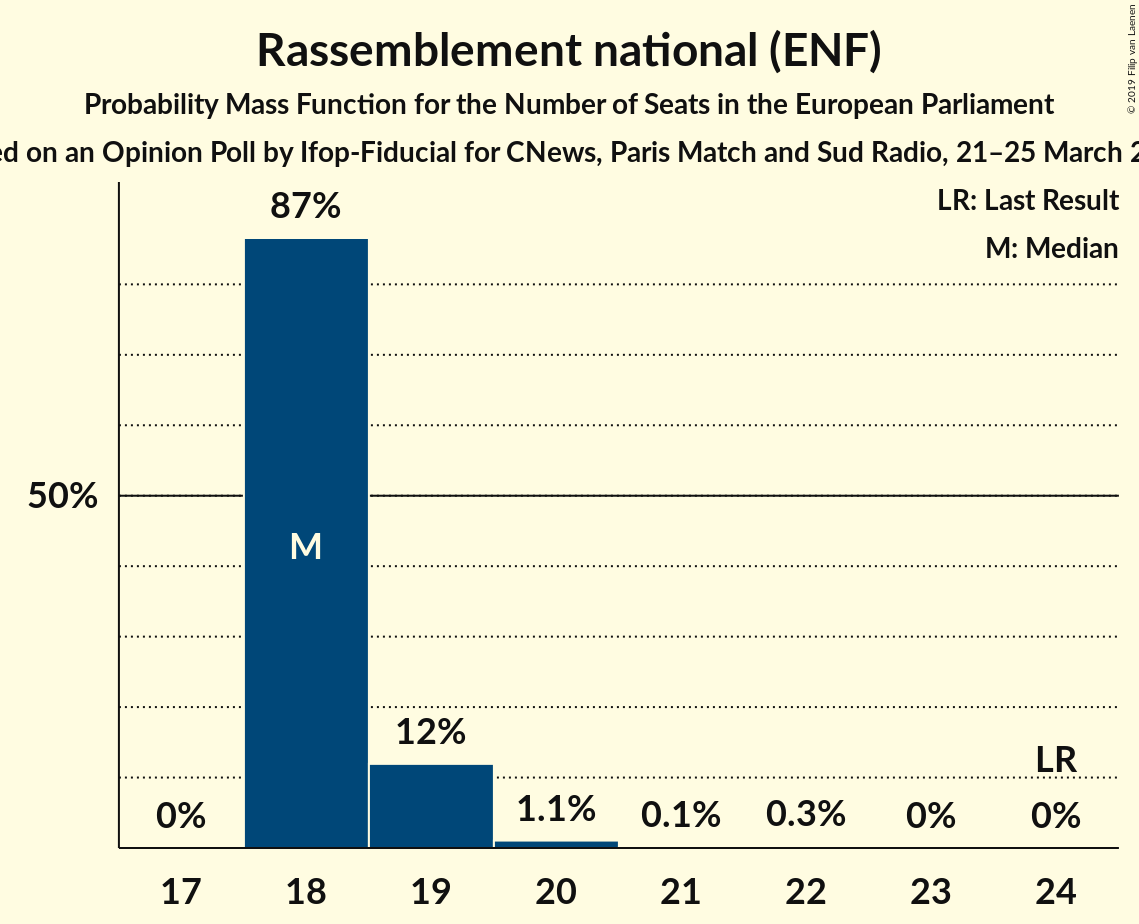 Rassemblement national (ENF)
Probability Mass Function for the Number of Seats in the European Parliament
on an Opinion Poll by Ifop-Fiducial for CNews, Paris Match and Sud Radio, 21–25 March
© 2019 Filip van Laenen
LR: Last Result
M: Median
87%
50%
M
12%
LR
0%
1.1%
0.1%
0.3%
0%
0%
17
18
19
20
21
22
23
24